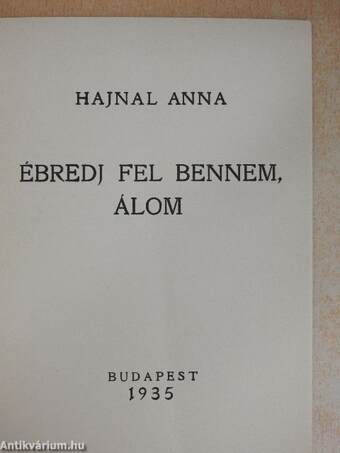 HAJNAL ANNA
ÉBREDJ FEL BENNEM,
ÁLOM
BUDAPEST
1935
Antikvárium.hu